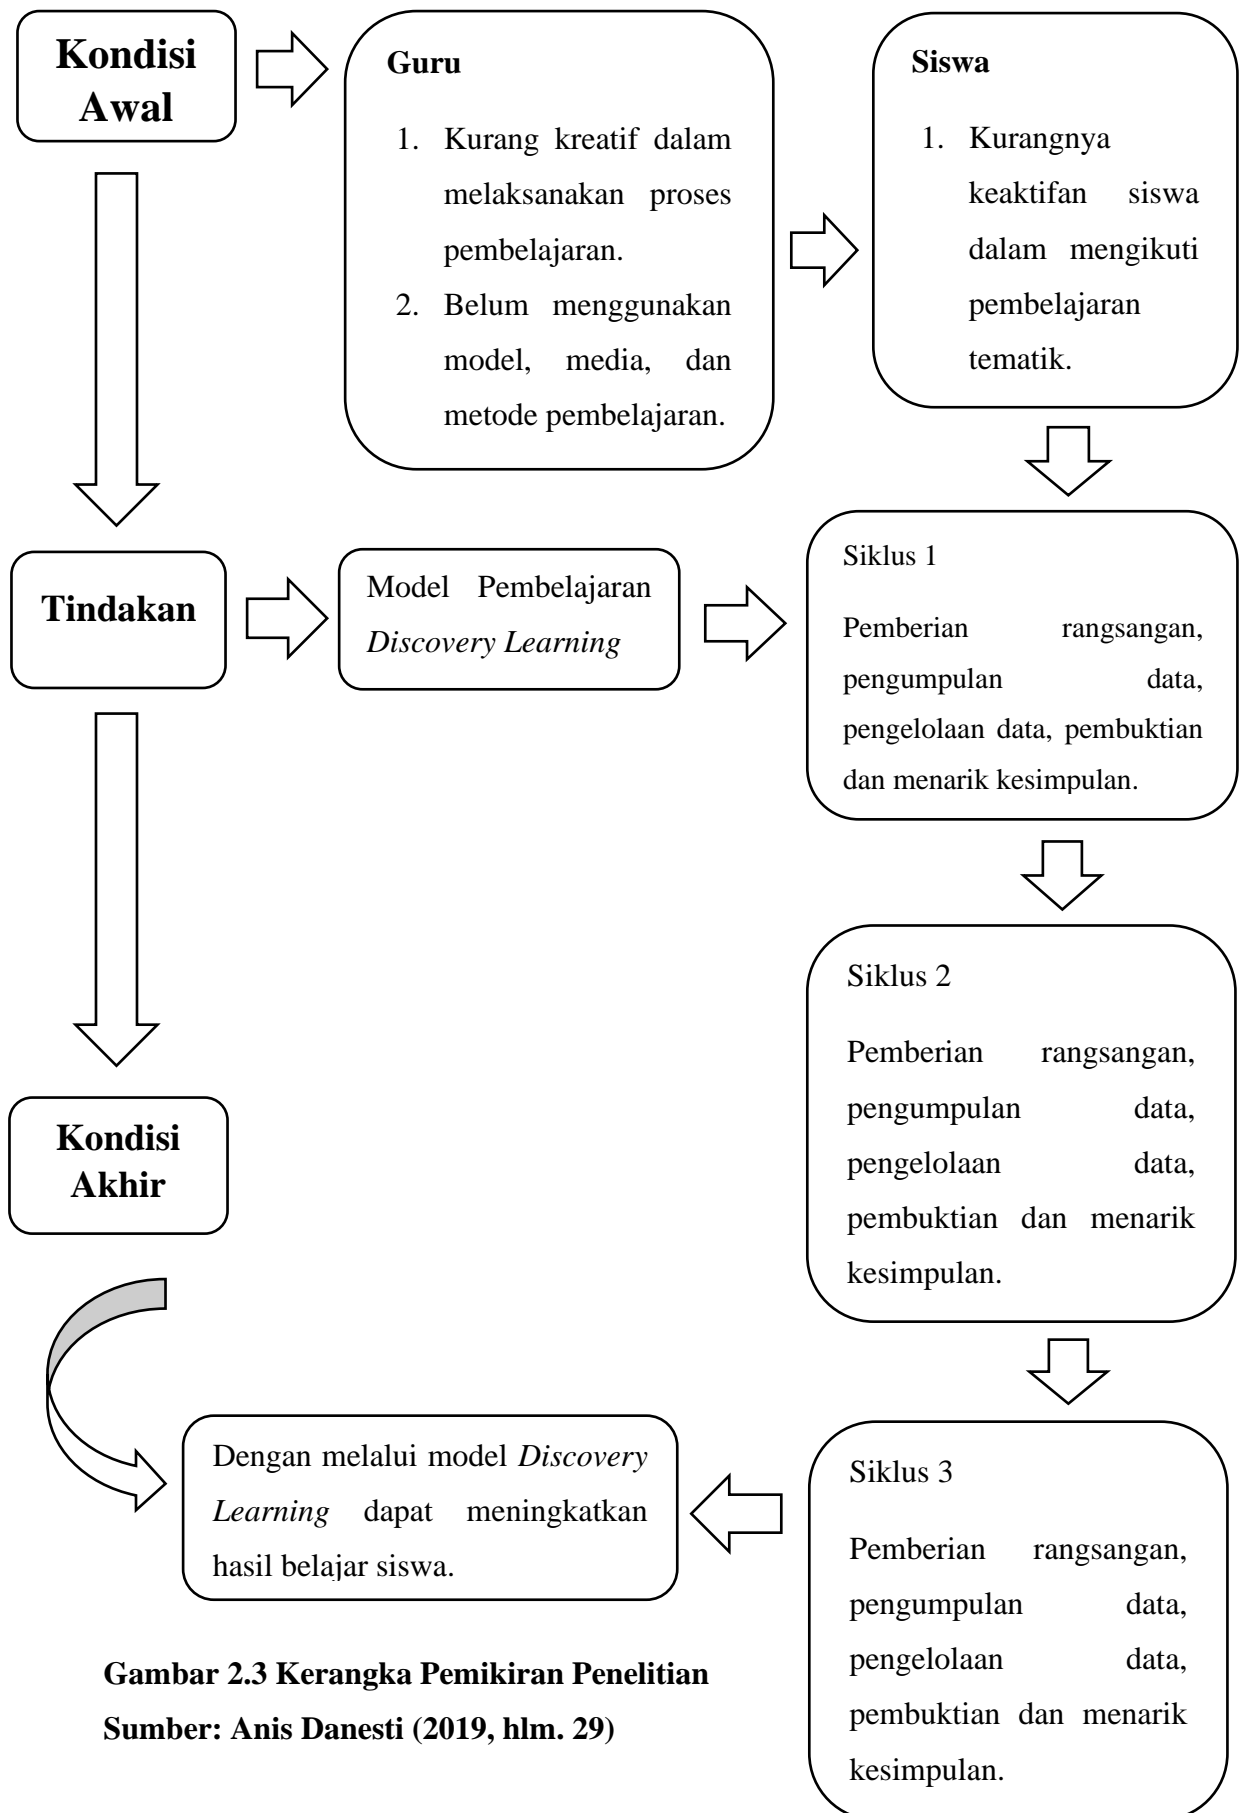 Kondisi
Awal
Guru
1. Kurang kreatif dalam
melaksanakan proses
pembelajaran.
2. Belum menggunakan
model, media, dan
metode pembelajaran.
Siswa
1. Kurangnya
keaktifan siswa
dalam mengikuti
pembelajaran
tematik.
Tindakan
Model Pembelajaran
Discovery Learning
Siklus 1
Pemberian rangsangan,
pengumpulan data,
pengelolaan data, pembuktian
dan menarik kesimpulan.
Siklus 2
Pemberian rangsangan,
pengumpulan data,
pengelolaan data,
pembuktian dan menarik
kesimpulan.
Kondisi
Akhir
Siklus 3
Pemberian rangsangan,
pengumpulan data,
pengelolaan data,
pembuktian dan menarik
kesimpulan.
Dengan melalui model Discovery
Learning dapat meningkatkan
hasil belajar siswa.
Gambar 2.3 Kerangka Pemikiran Penelitian
Sumber: Anis Danesti (2019, hlm. 29)